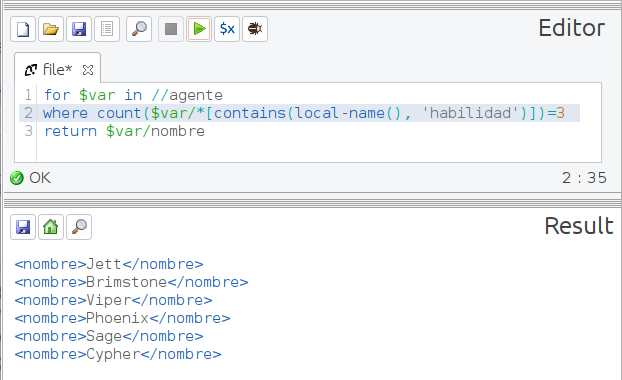 Editor
$x
file*
1 for $var in //agente
2 where count($var/*[contains(local-name(), 'habilidad')])=3
3 return $var/nombre
OK 2 : 35
Result
<nombre>Jett</nombre>
<nombre>Brimstone</nombre>
<nombre>Viper</nombre>
<nombre>Phoenix</nombre>
<nombre>Sage</nombre>
<nombre>Cypher</nombre>